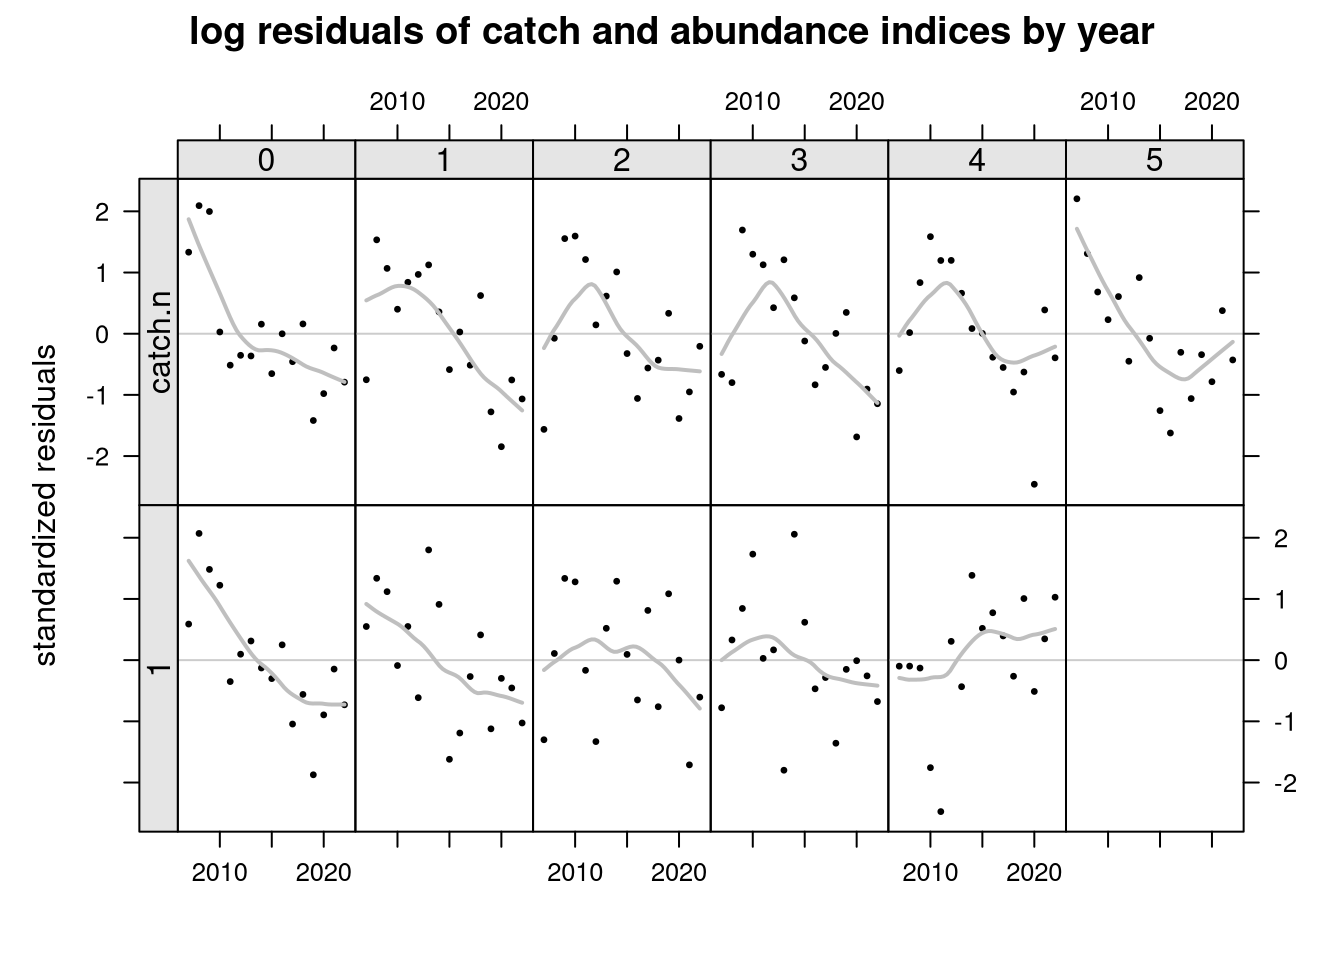 log residuals of catch and abundance indices by year
2010 2020 2010 2020 2010 2020
0 1 2 3 4 5
2
1
0
-1
-2
catch.n
standardized residuals
1
2
1
0
-1
-2
2010 2020 2010 2020 2010 2020